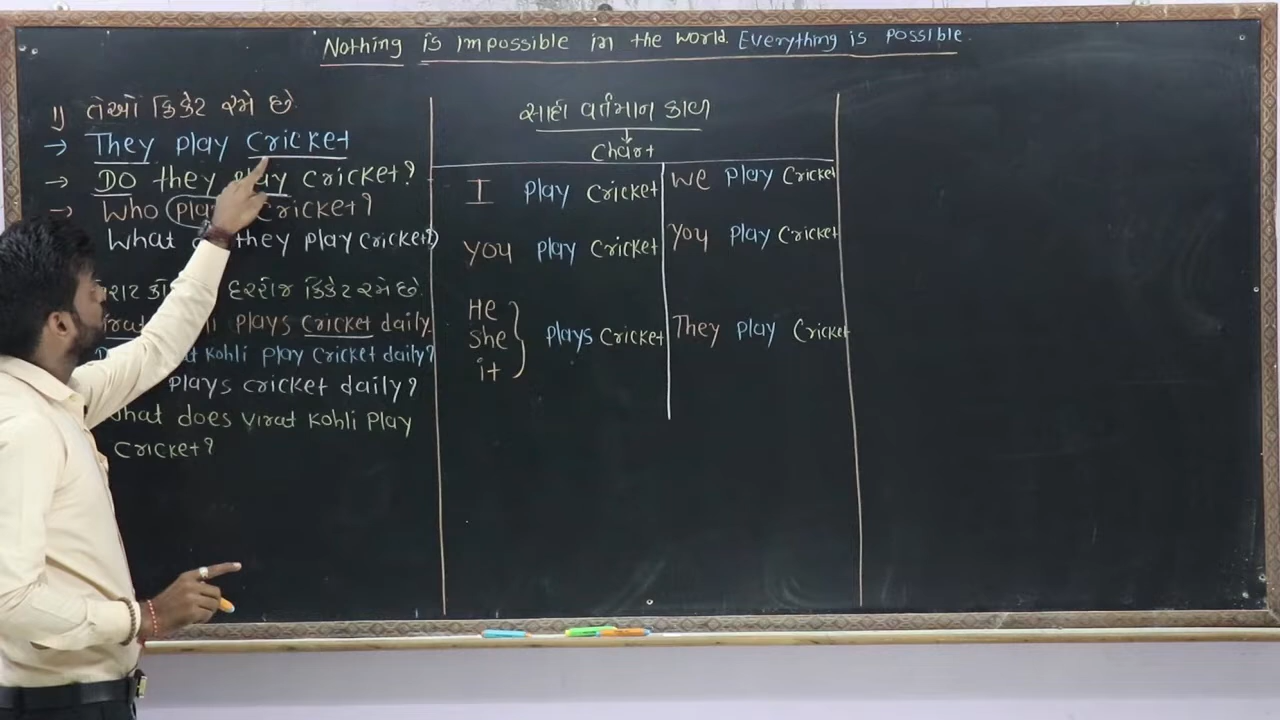 Nothing is impossible in the world. Everything is possible.
1) તેઓ ક્રિકેટ રમે છે.
→ They play Cricket
→ Do they play cricket?
→ Who play cricket?
What they play cricket?
દરરોજ ક્રિકેટ રમે છે.
plays Cricket daily
Kohli play cricket daily?
plays cricket daily?
what does virat Kohli play
Cricket?
સાદો વર્તમાન કાળ
↓
Chart
I play cricket
you play cricket
He
she
it
} plays cricket
We play cricket
you play cricket
They play cricket